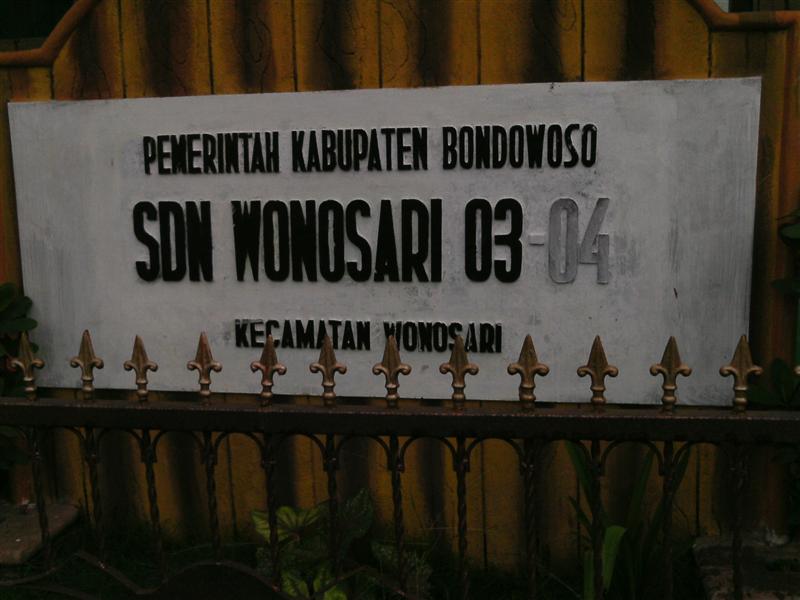 PEMERINTAH KABUPATEN BONDOWOSO
SDN WONOSARI 03-04
KECAMATAN WONOSARI